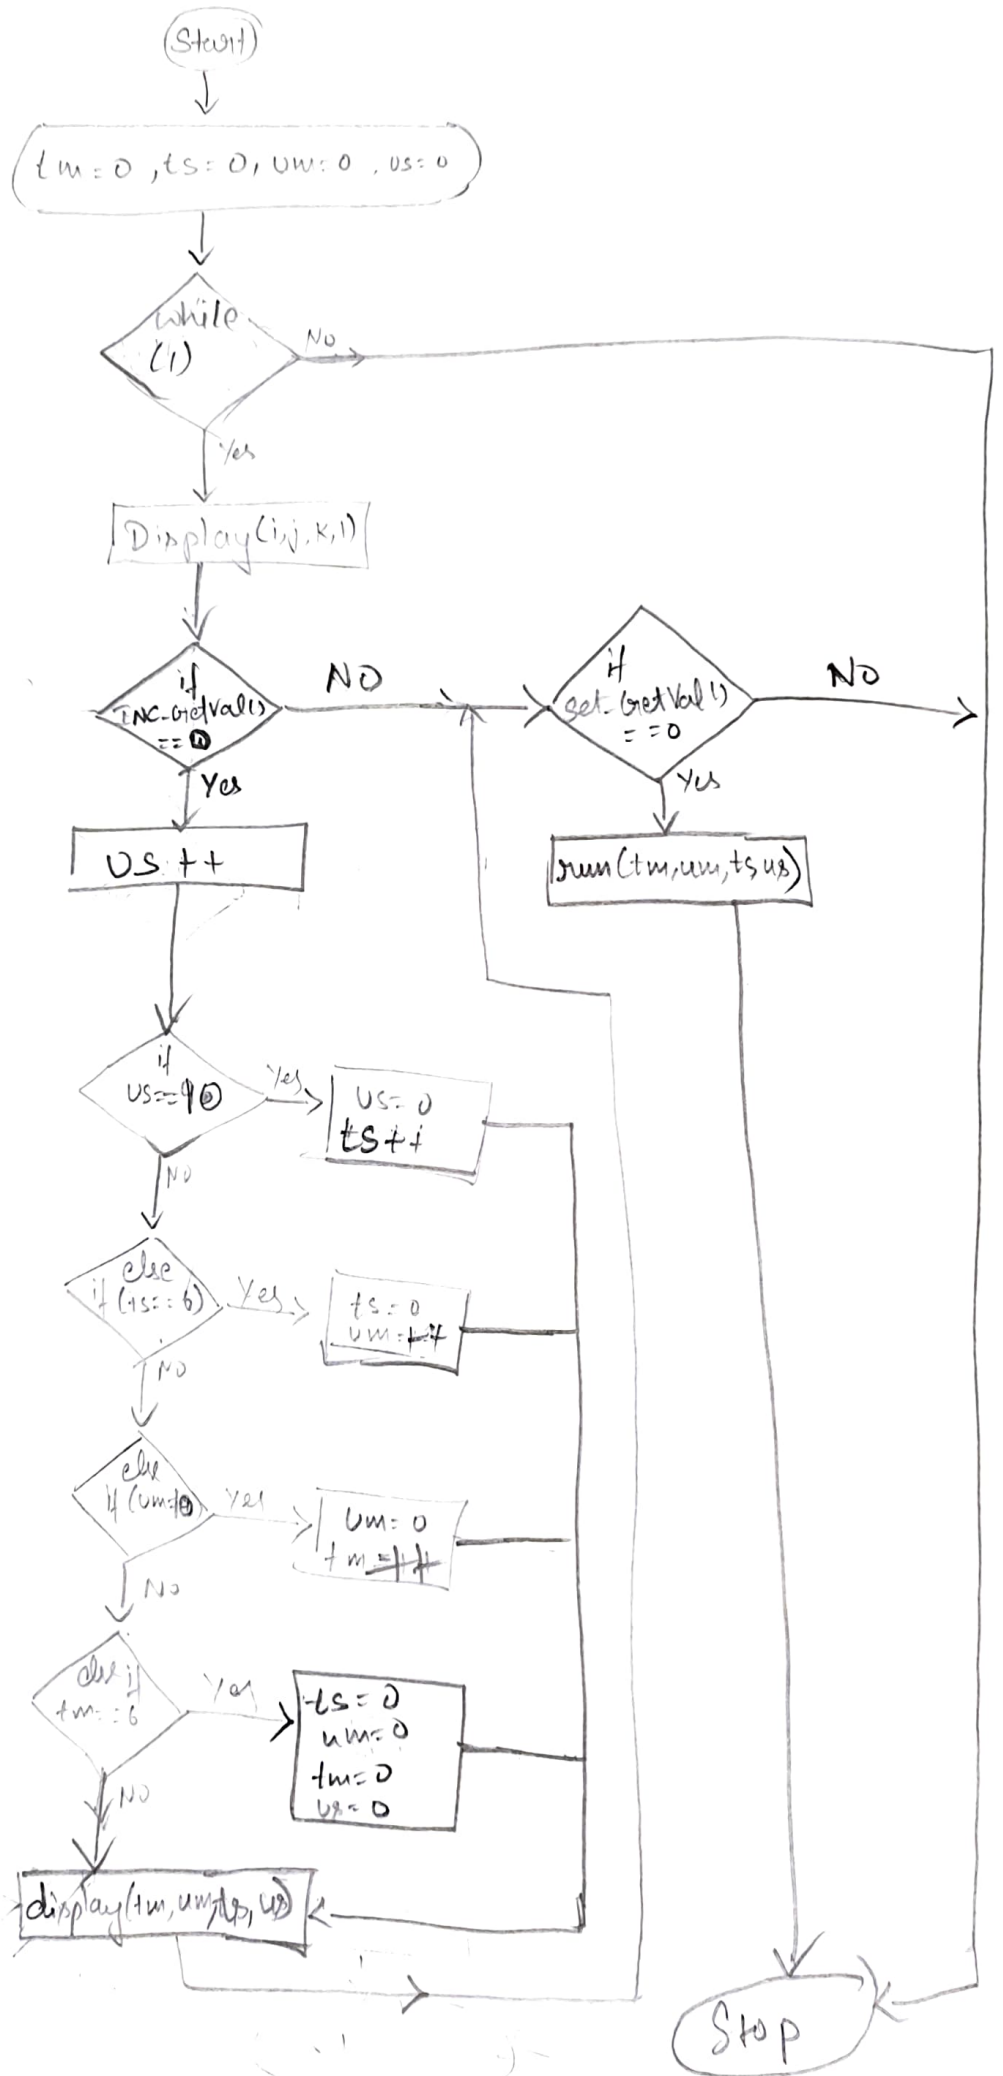 Start
tm=0, ts=0, um=0, us=0
while
(1)
No
Yes
Display(i,j,k,l)
if
INC-GetVal()
==0
NO
Yes
if
set-GetVal()
==0
NO
Yes
US++
run(tm,um,ts,us)
if
us==10
Yes
us=0
ts++
NO
else
if (ts==6)
Yes
ts=0
um=++
NO
else
if (um=10
Yes
um=0
tm=++
No
else if
tm==6
Yes
ts=0
um=0
tm=0
us=0
NO
display(tm,um,ts,us)
Stop